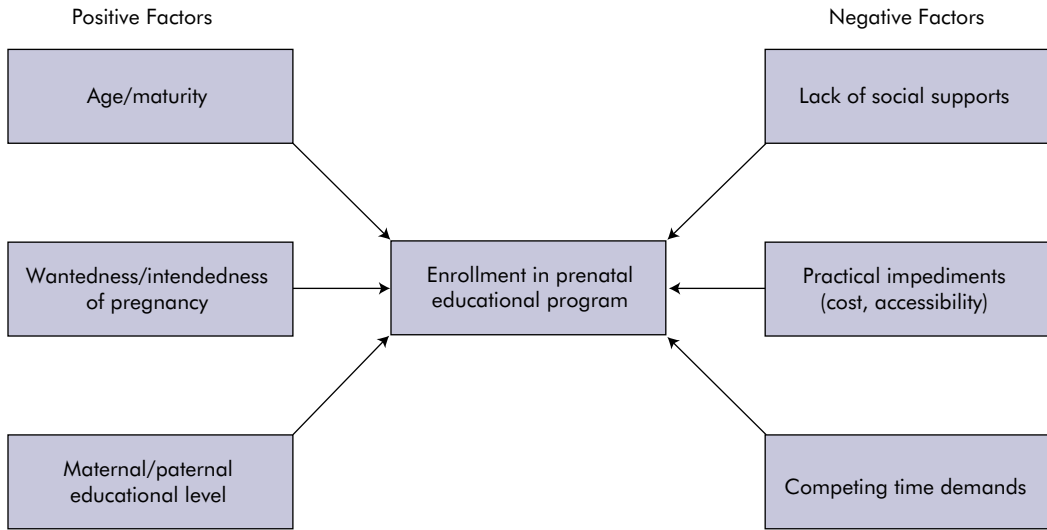 Positive Factors
Negative Factors
Age/maturity
Lack of social supports
Wantedness/intendedness
of pregnancy
Enrollment in prenatal
educational program
Practical impediments
(cost, accessibility)
Maternal/paternal
educational level
Competing time demands